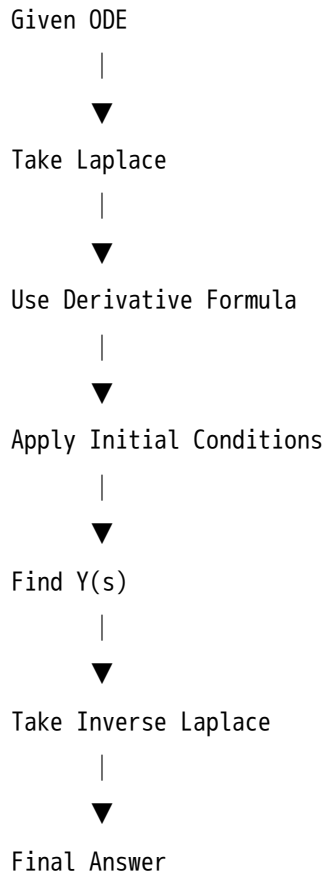 Given ODE
│
▼
Take Laplace
│
▼
Use Derivative Formula
│
▼
Apply Initial Conditions
│
▼
Find Y(s)
│
▼
Take Inverse Laplace
│
▼
Final Answer